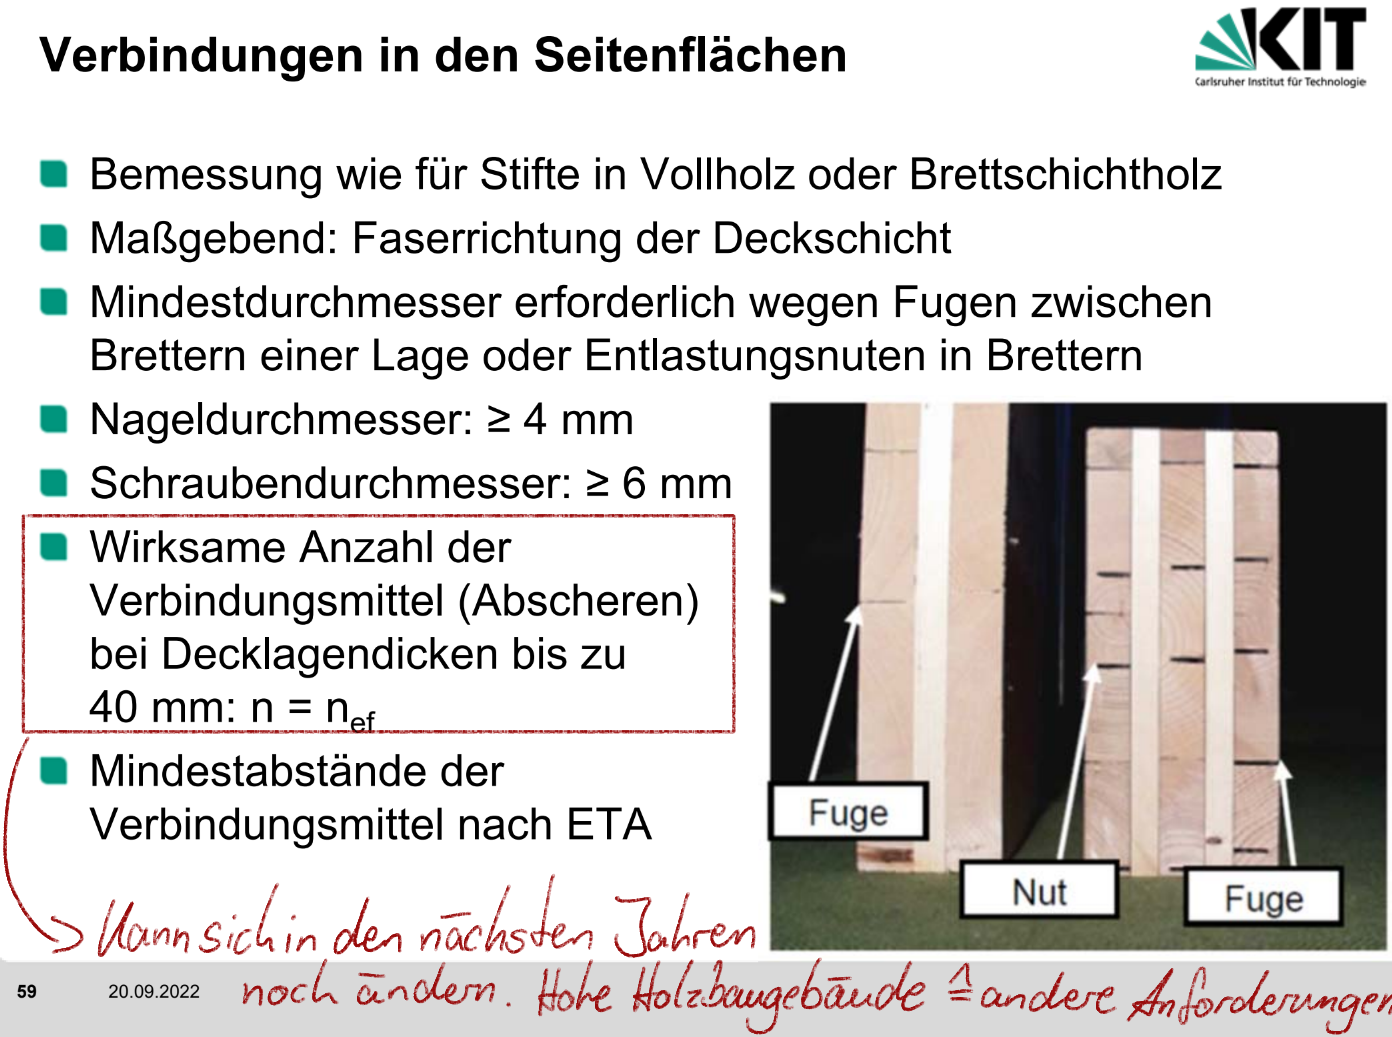 Verbindungen in den Seitenflächen
KIT
Karlsruher Institut für Technologie
Bemessung wie für Stifte in Vollholz oder Brettschichtholz
Maßgebend: Faserrichtung der Deckschicht
Mindestdurchmesser erforderlich wegen Fugen zwischen
Brettern einer Lage oder Entlastungsnuten in Brettern
Nageldurchmesser: ≥ 4 mm
Schraubendurchmesser: ≥ 6 mm
Wirksame Anzahl der
Verbindungsmittel (Abscheren)
bei Decklagendicken bis zu
40 mm: n = n_ef
Mindestabstände der
Verbindungsmittel nach ETA
Fuge
Nut
Fuge
Kann sich in den nächsten Jahren
noch ändern. Hohe Holzbaugebäude ≙ andere Anforderungen
59
20.09.2022